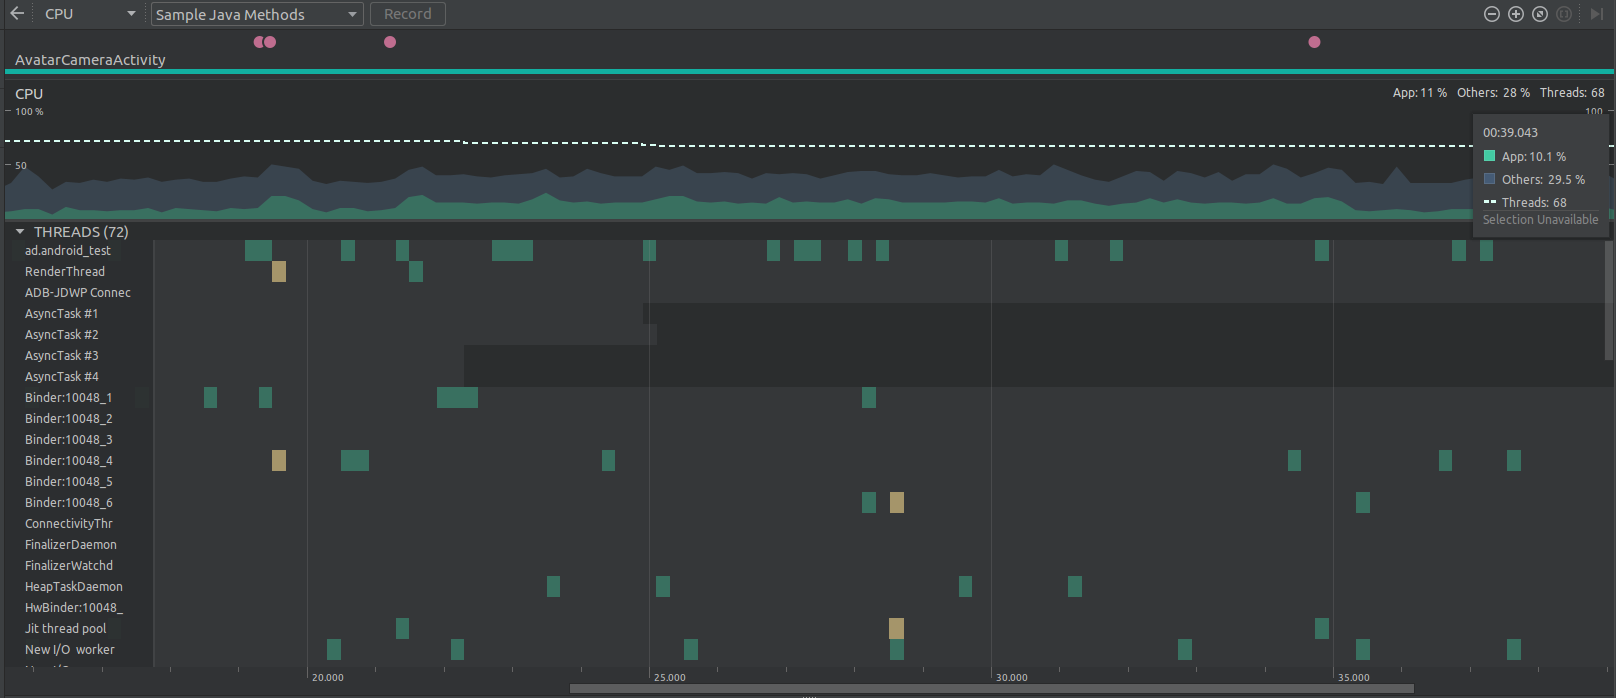 CPU Sample Java Methods Record
AvatarCameraActivity
CPU App: 11 % Others: 28 % Threads: 68
100 % 100
00:39.043
App: 10.1 %
50
Others: 29.5 %
Threads: 68
Selection Unavailable
THREADS (72)
ad.android_test
RenderThread
ADB-JDWP Connec
AsyncTask #1
AsyncTask #2
AsyncTask #3
AsyncTask #4
Binder:10048_1
Binder:10048_2
Binder:10048_3
Binder:10048_4
Binder:10048_5
Binder:10048_6
ConnectivityThr
FinalizerDaemon
FinalizerWatchd
HeapTaskDaemon
HwBinder:10048_
Jit thread pool
New I/O worker
20.000 25.000 30.000 35.000